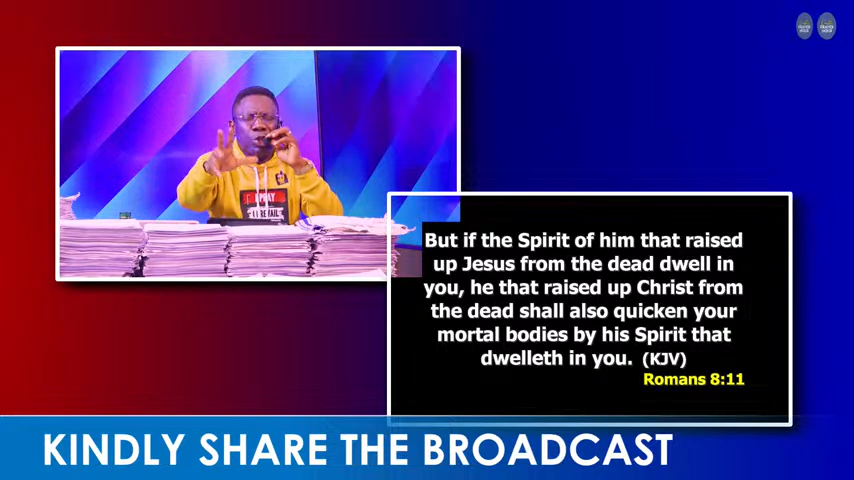 I PRAY
I PREVAIL
But if the Spirit of him that raised
up Jesus from the dead dwell in
you, he that raised up Christ from
the dead shall also quicken your
mortal bodies by his Spirit that
dwelleth in you. (KJV)
Romans 8:11
KINDLY SHARE THE BROADCAST